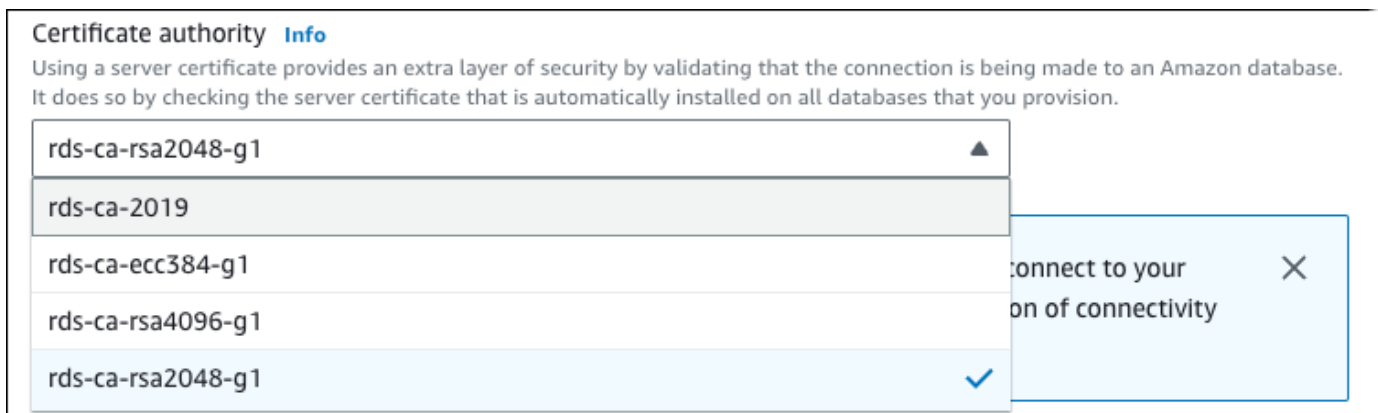 Certificate authority Info
Using a server certificate provides an extra layer of security by validating that the connection is being made to an Amazon database.
It does so by checking the server certificate that is automatically installed on all databases that you provision.
rds-ca-rsa2048-g1
rds-ca-2019
rds-ca-ecc384-g1
connect to your
rds-ca-rsa4096-g1
on of connectivity
rds-ca-rsa2048-g1